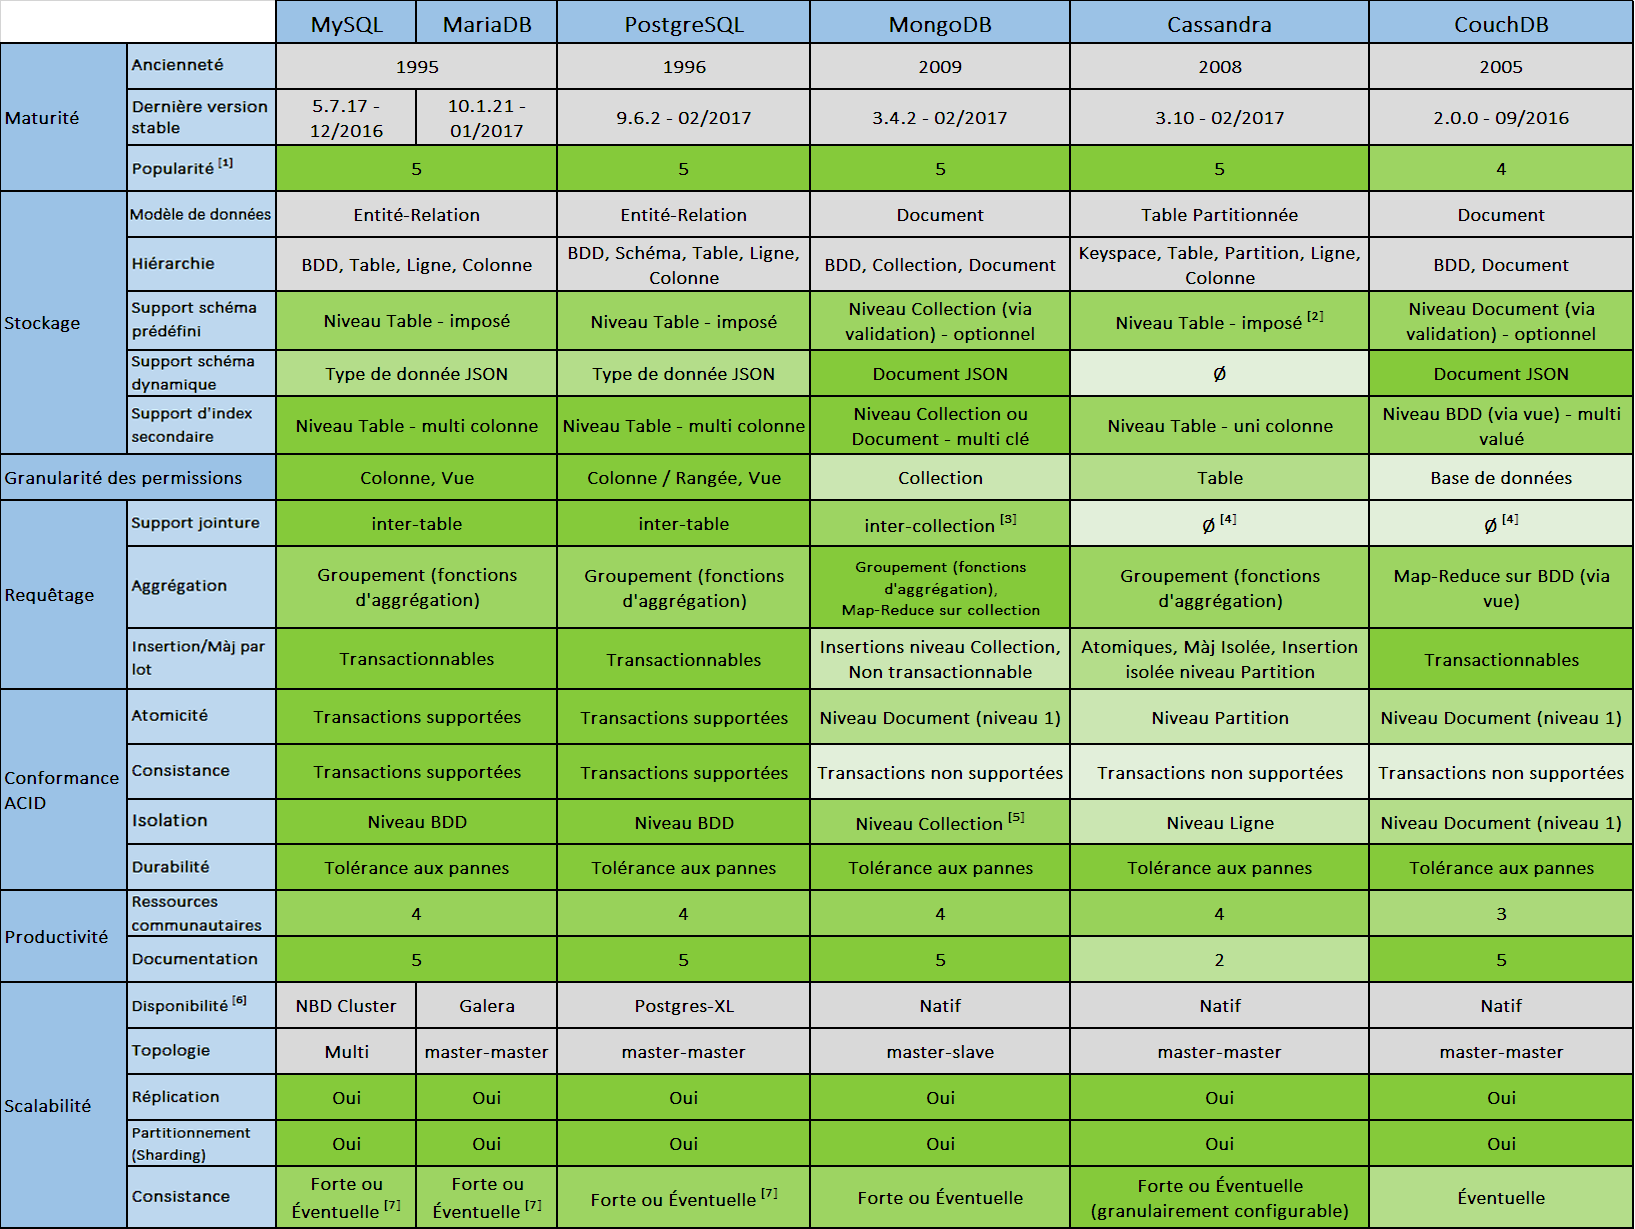 MySQL MariaDB PostgreSQL MongoDB Cassandra CouchDB
Maturité
Ancienneté 1995 1996 2009 2008 2005
Dernière version stable 5.7.17 - 12/2016 10.1.21 - 01/2017 9.6.2 - 02/2017 3.4.2 - 02/2017 3.10 - 02/2017 2.0.0 - 09/2016
Popularité [1] 5 5 5 5 4
Stockage
Modèle de données Entité-Relation Entité-Relation Document Table Partitionnée Document
Hiérarchie BDD, Table, Ligne, Colonne BDD, Schéma, Table, Ligne, Colonne BDD, Collection, Document Keyspace, Table, Partition, Ligne, Colonne BDD, Document
Support schéma prédéfini Niveau Table - imposé Niveau Table - imposé Niveau Collection (via validation) - optionnel Niveau Table - imposé [2] Niveau Document (via validation) - optionnel
Support schéma dynamique Type de donnée JSON Type de donnée JSON Document JSON Ø Document JSON
Support d'index secondaire Niveau Table - multi colonne Niveau Table - multi colonne Niveau Collection ou Document - multi clé Niveau Table - uni colonne Niveau BDD (via vue) - multi valué
Granularité des permissions Colonne, Vue Colonne / Rangée, Vue Collection Table Base de données
Requêtage
Support jointure inter-table inter-table inter-collection [3] Ø [4] Ø [4]
Aggrégation Groupement (fonctions d'aggrégation) Groupement (fonctions d'aggrégation) Groupement (fonctions d'aggrégation), Map-Reduce sur collection Groupement (fonctions d'aggrégation) Map-Reduce sur BDD (via vue)
Insertion/Màj par lot Transactionnables Transactionnables Insertions niveau Collection, Non transactionnable Atomiques, Màj Isolée, Insertion isolée niveau Partition Transactionnables
Conformance ACID
Atomicité Transactions supportées Transactions supportées Niveau Document (niveau 1) Niveau Partition Niveau Document (niveau 1)
Consistance Transactions supportées Transactions supportées Transactions non supportées Transactions non supportées Transactions non supportées
Isolation Niveau BDD Niveau BDD Niveau Collection [5] Niveau Ligne Niveau Document (niveau 1)
Durabilité Tolérance aux pannes Tolérance aux pannes Tolérance aux pannes Tolérance aux pannes Tolérance aux pannes
Productivité
Ressources communautaires 4 4 4 4 3
Documentation 5 5 5 2 5
Scalabilité
Disponibilité [6] NBD Cluster Galera Postgres-XL Natif Natif Natif
Topologie Multi master-master master-master master-slave master-master master-master
Réplication Oui Oui Oui Oui Oui Oui
Partitionnement (Sharding) Oui Oui Oui Oui Oui Oui
Consistance Forte ou Éventuelle [7] Forte ou Éventuelle [7] Forte ou Éventuelle [7] Forte ou Éventuelle Forte ou Éventuelle (granulairement configurable) Éventuelle